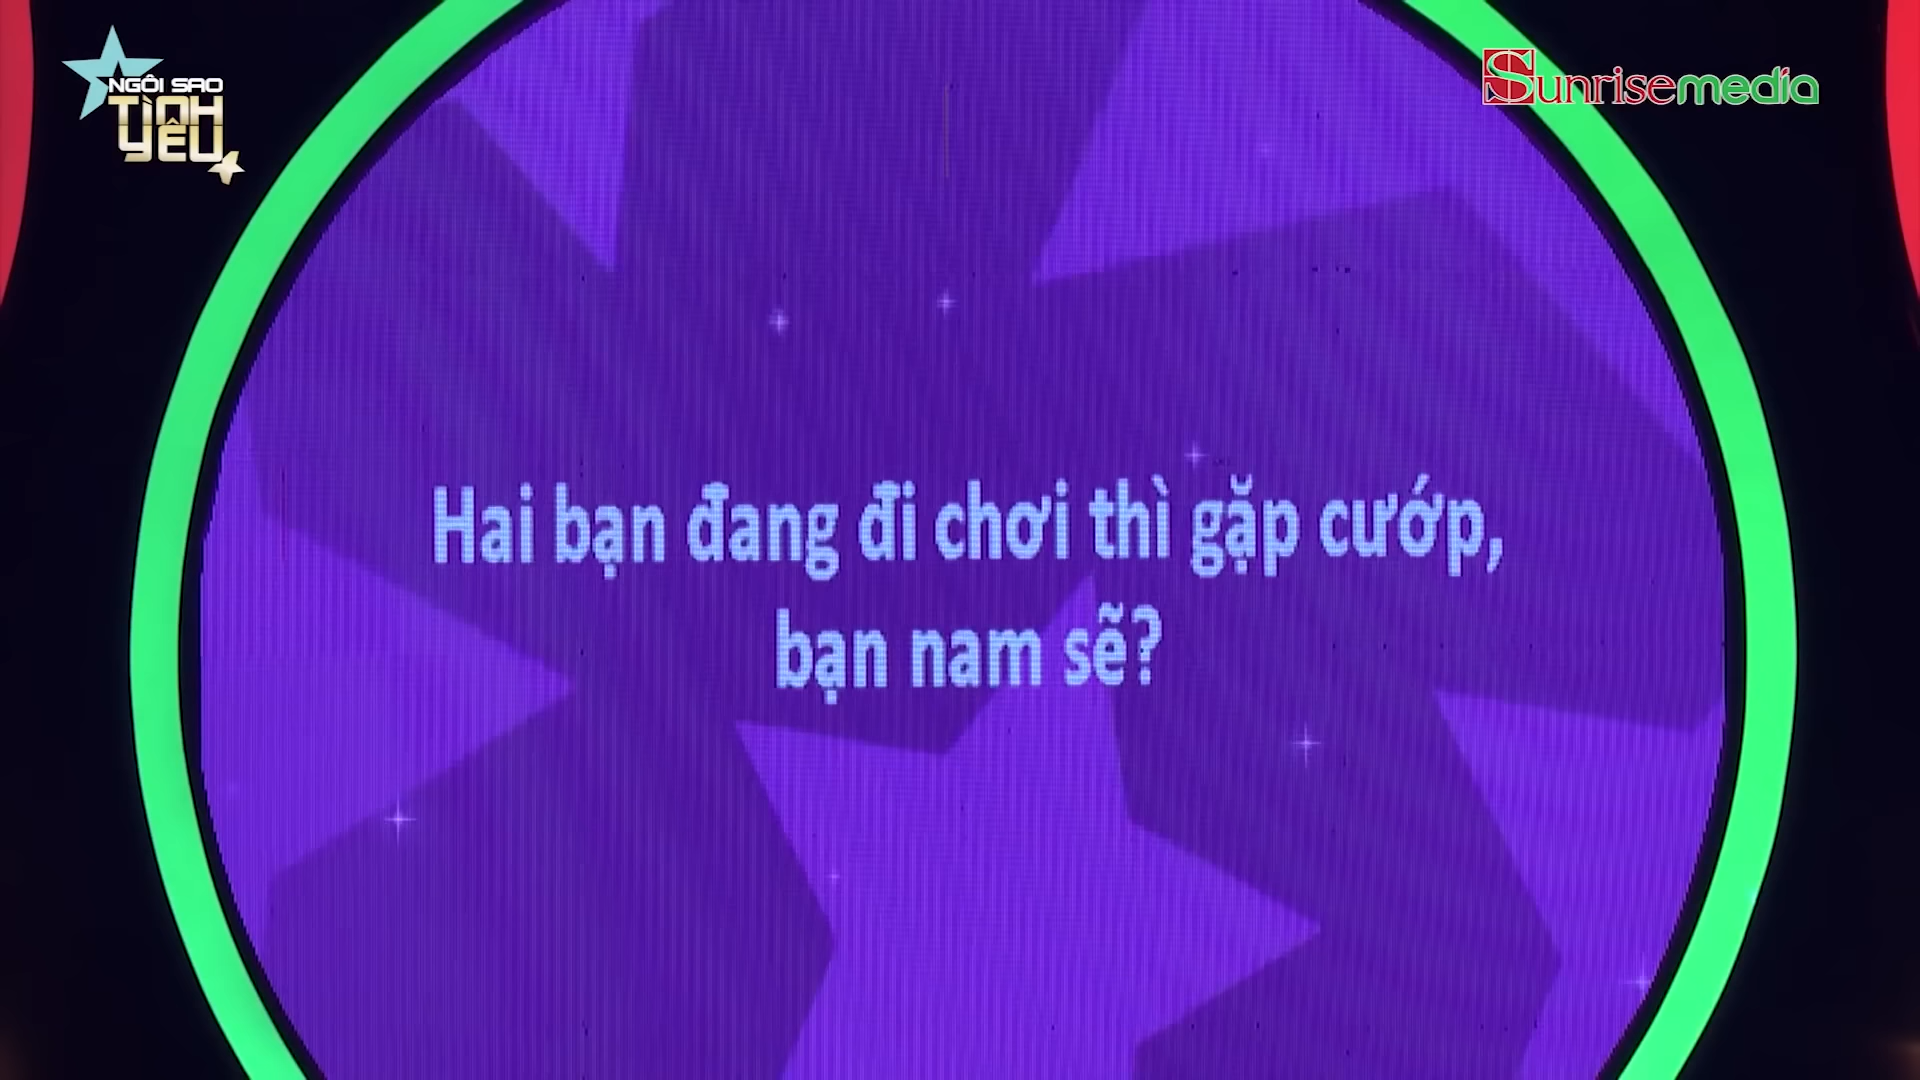 NGÔI SAO
TÌNH
YÊU
Sunrisemedia
Hai bạn đang đi chơi thì gặp cướp,
bạn nam sẽ?